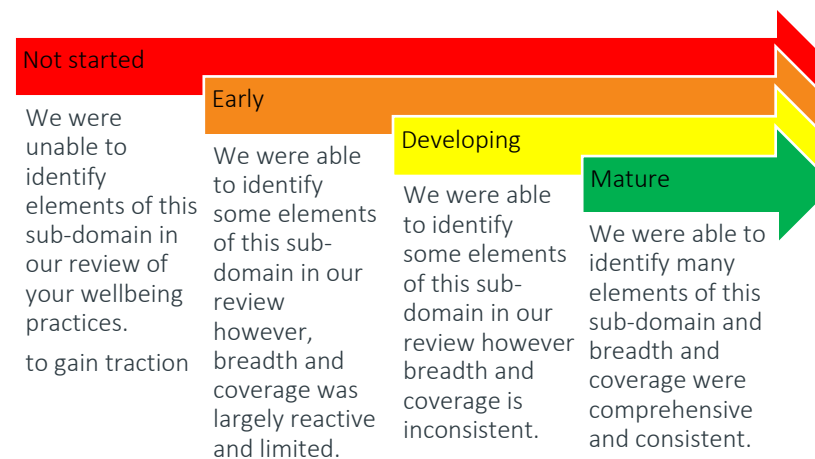 Not started
We were
unable to
identify
elements of this
sub-domain in
our review of
your wellbeing
practices.
to gain traction
Early
We were able
to identify
some elements
of this sub-
domain in our
review
however,
breadth and
coverage was
largely reactive
and limited.
Developing
We were able
to identify
some elements
of this sub-
domain in our
review however
breadth and
coverage is
inconsistent.
Mature
We were able to
identify many
elements of this
sub-domain and
breadth and
coverage were
comprehensive
and consistent.